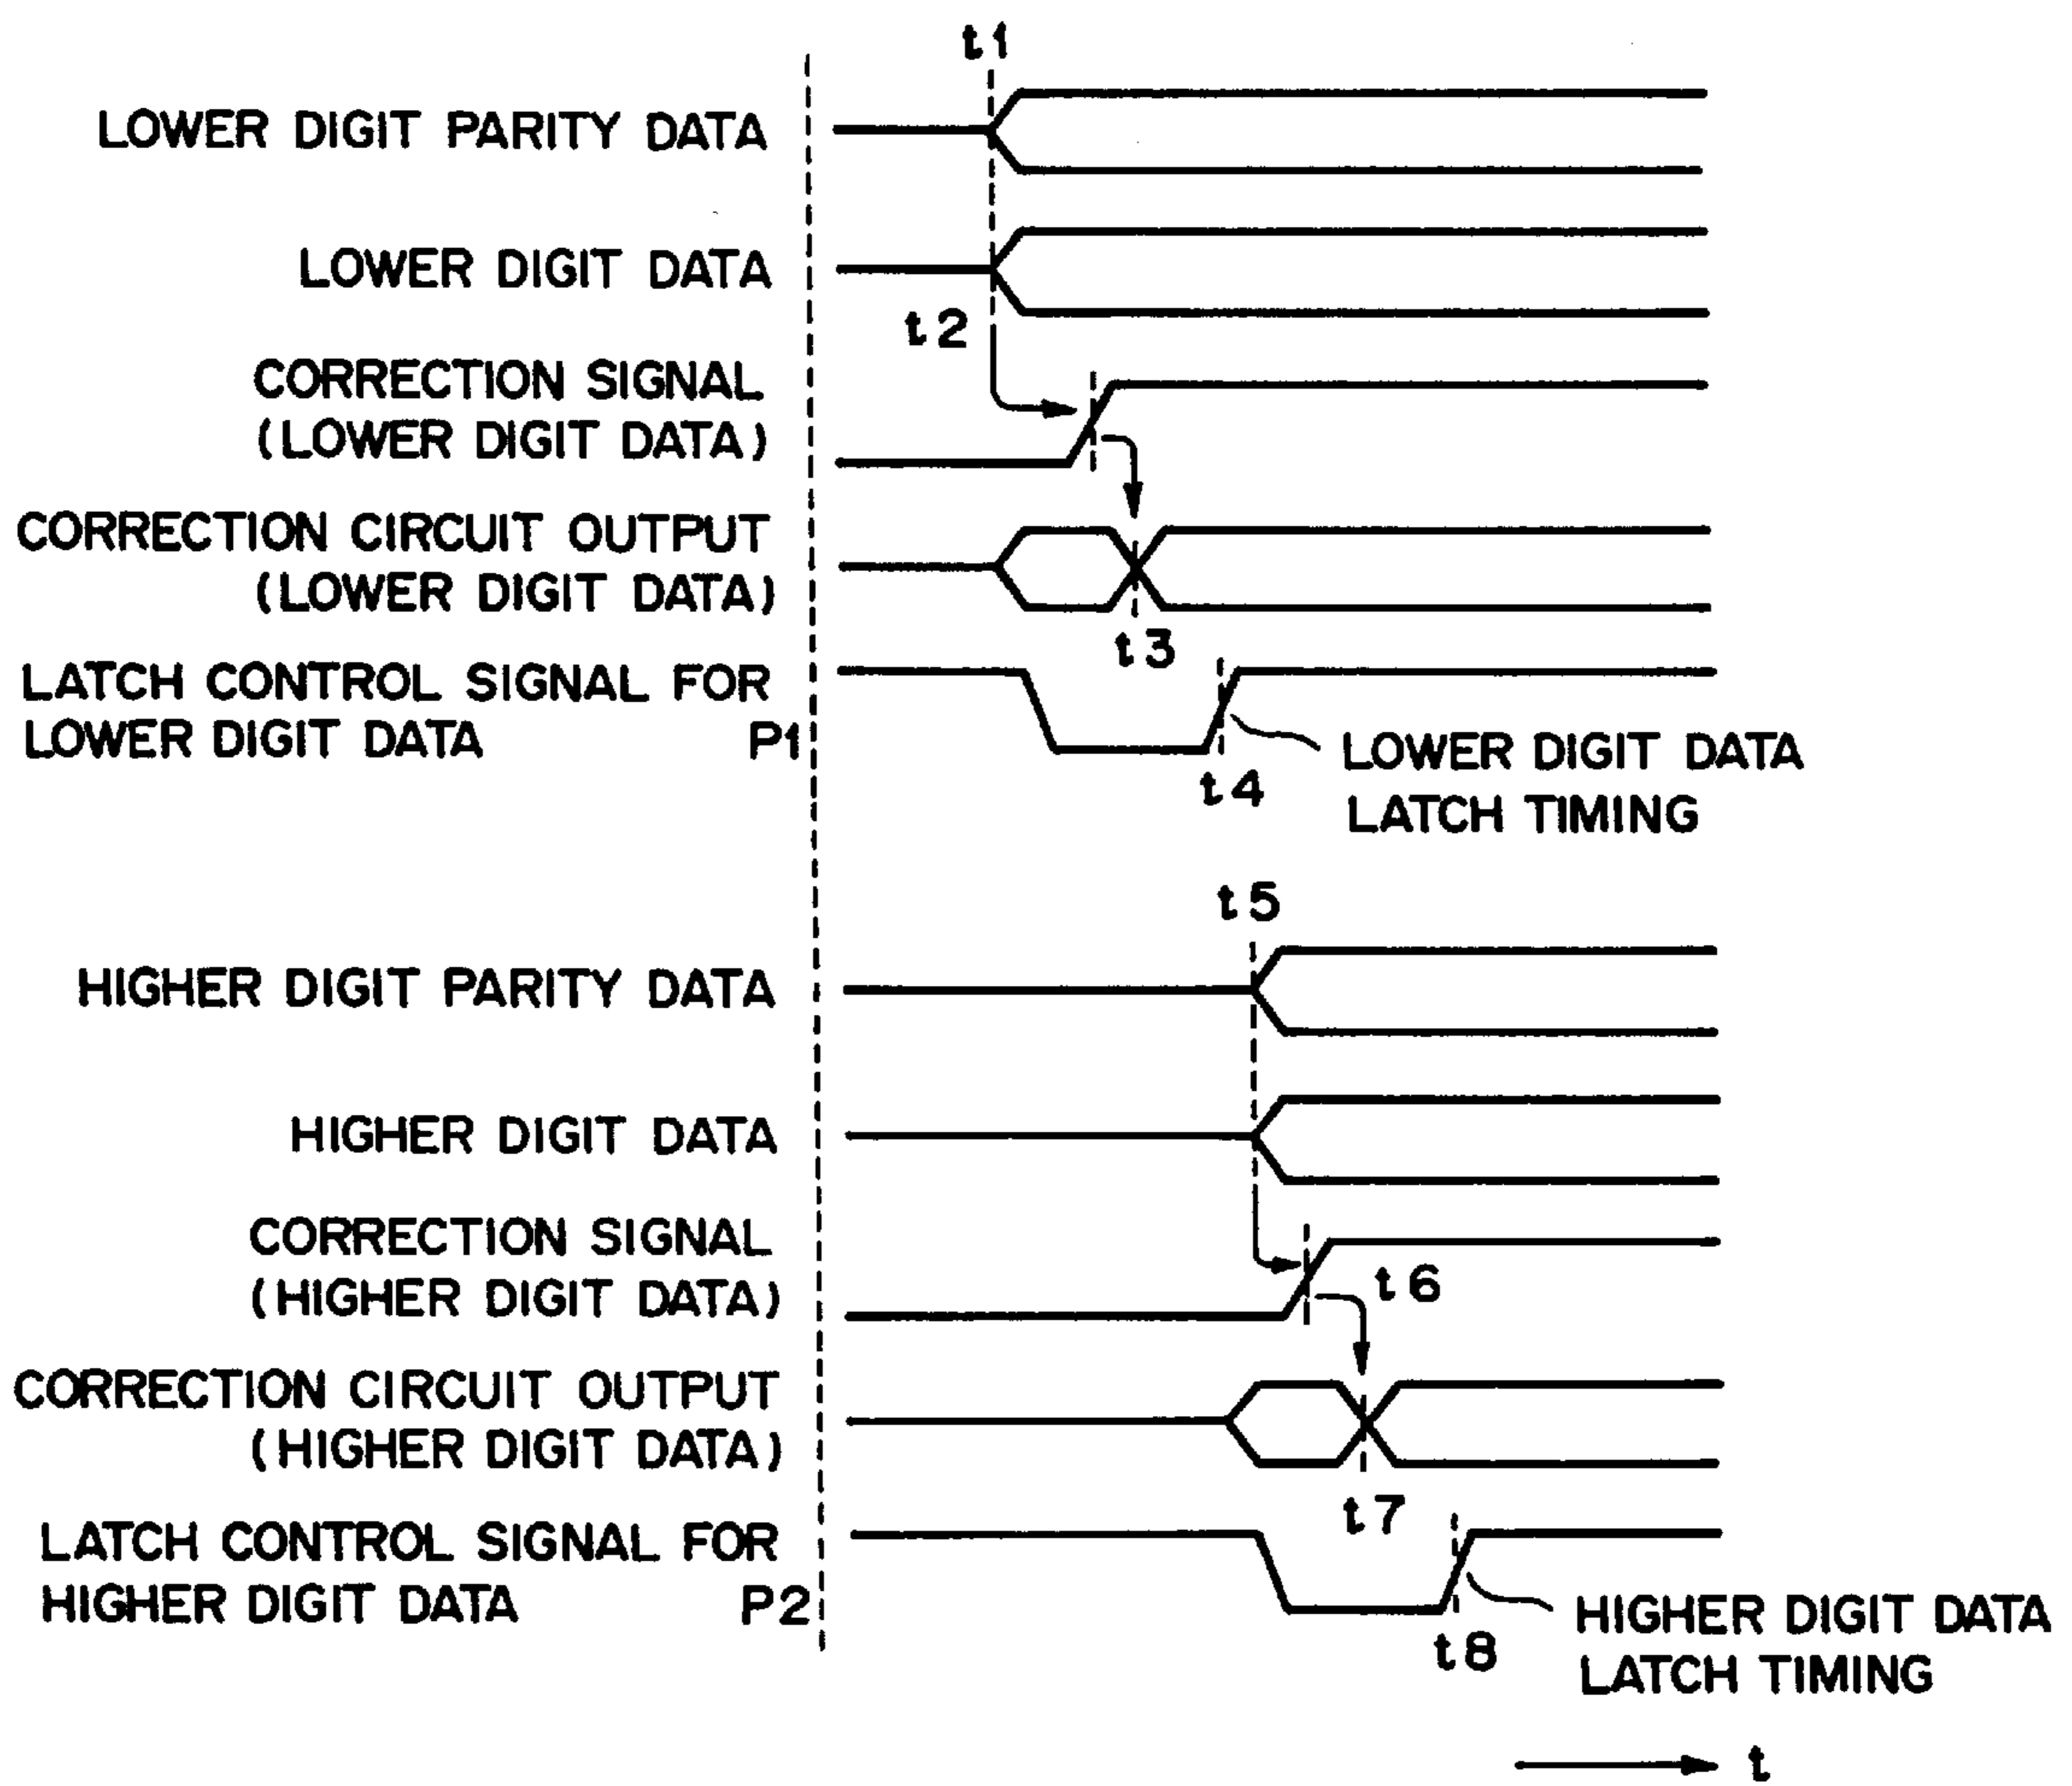 t1
LOWER DIGIT PARITY DATA
LOWER DIGIT DATA
t2
CORRECTION SIGNAL
(LOWER DIGIT DATA)
CORRECTION CIRCUIT OUTPUT
(LOWER DIGIT DATA)
t3
LATCH CONTROL SIGNAL FOR
LOWER DIGIT DATA P1
LOWER DIGIT DATA
LATCH TIMING
t4
t5
HIGHER DIGIT PARITY DATA
HIGHER DIGIT DATA
CORRECTION SIGNAL
(HIGHER DIGIT DATA)
t6
CORRECTION CIRCUIT OUTPUT
(HIGHER DIGIT DATA)
t7
LATCH CONTROL SIGNAL FOR
HIGHER DIGIT DATA P2
HIGHER DIGIT DATA
LATCH TIMING
t8
t